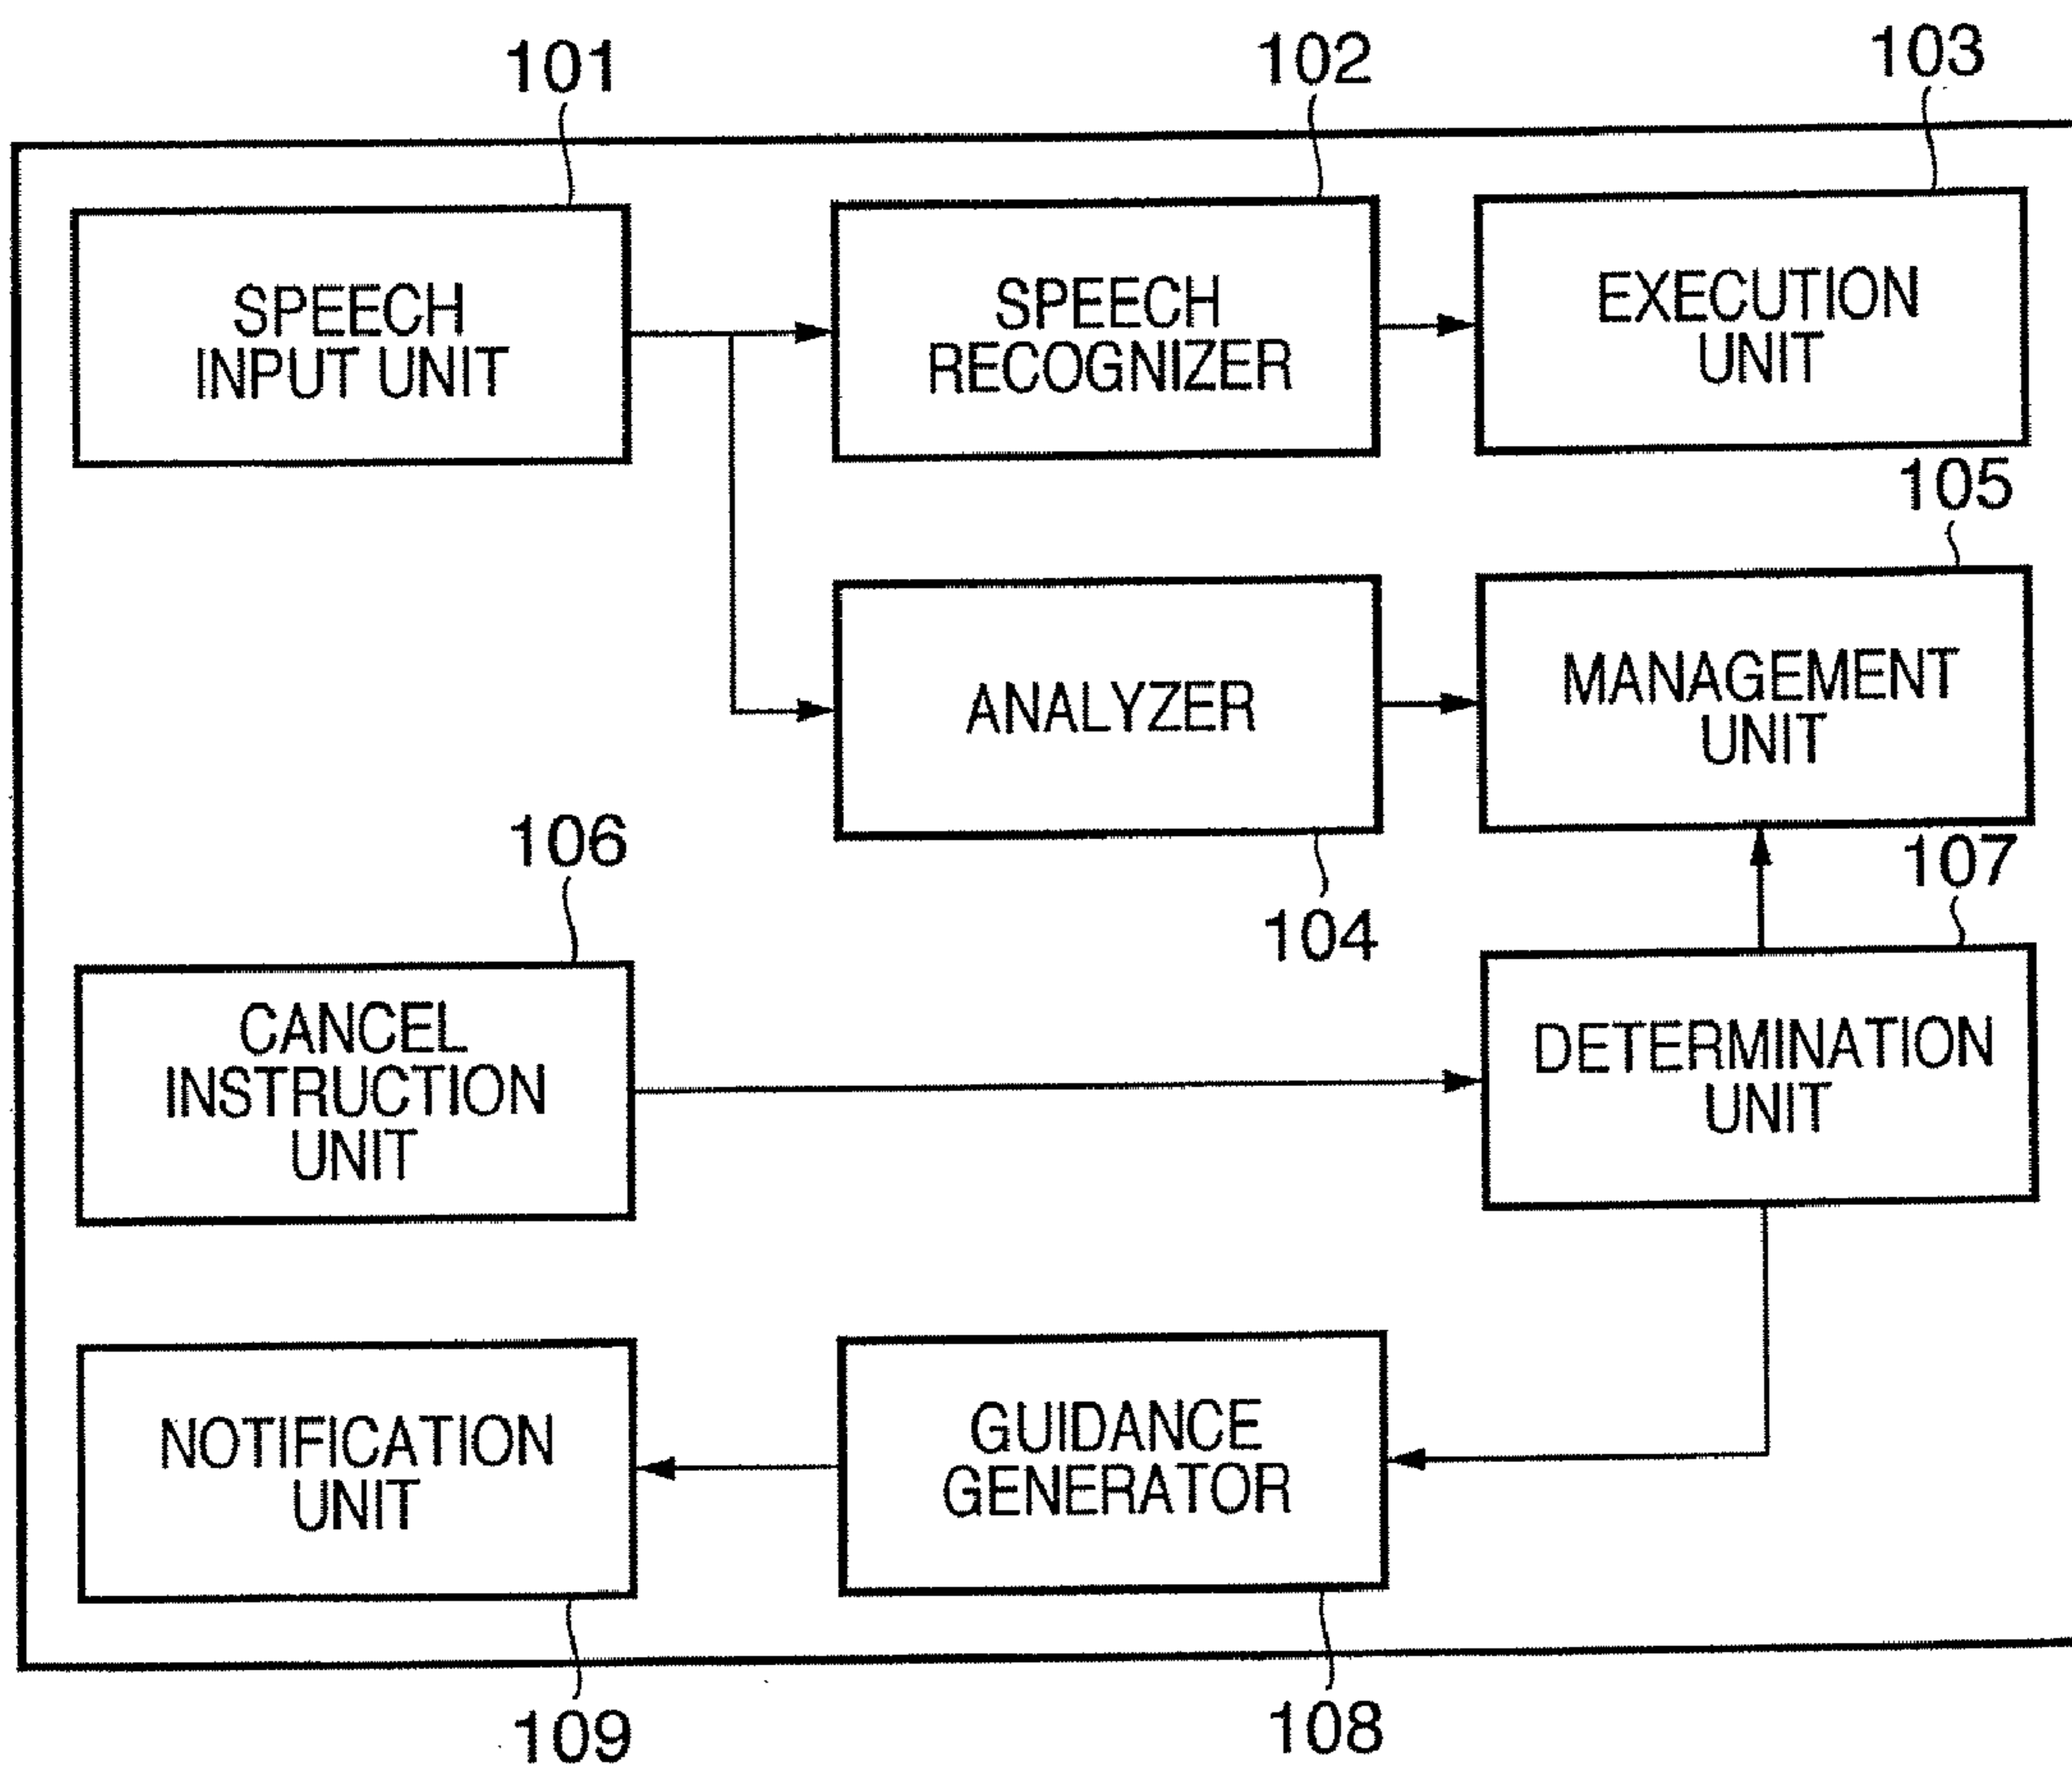 101
102
103
SPEECH
INPUT UNIT
SPEECH
RECOGNIZER
EXECUTION
UNIT
105
ANALYZER
MANAGEMENT
UNIT
106
104
107
CANCEL
INSTRUCTION
UNIT
DETERMINATION
UNIT
NOTIFICATION
UNIT
GUIDANCE
GENERATOR
109
108